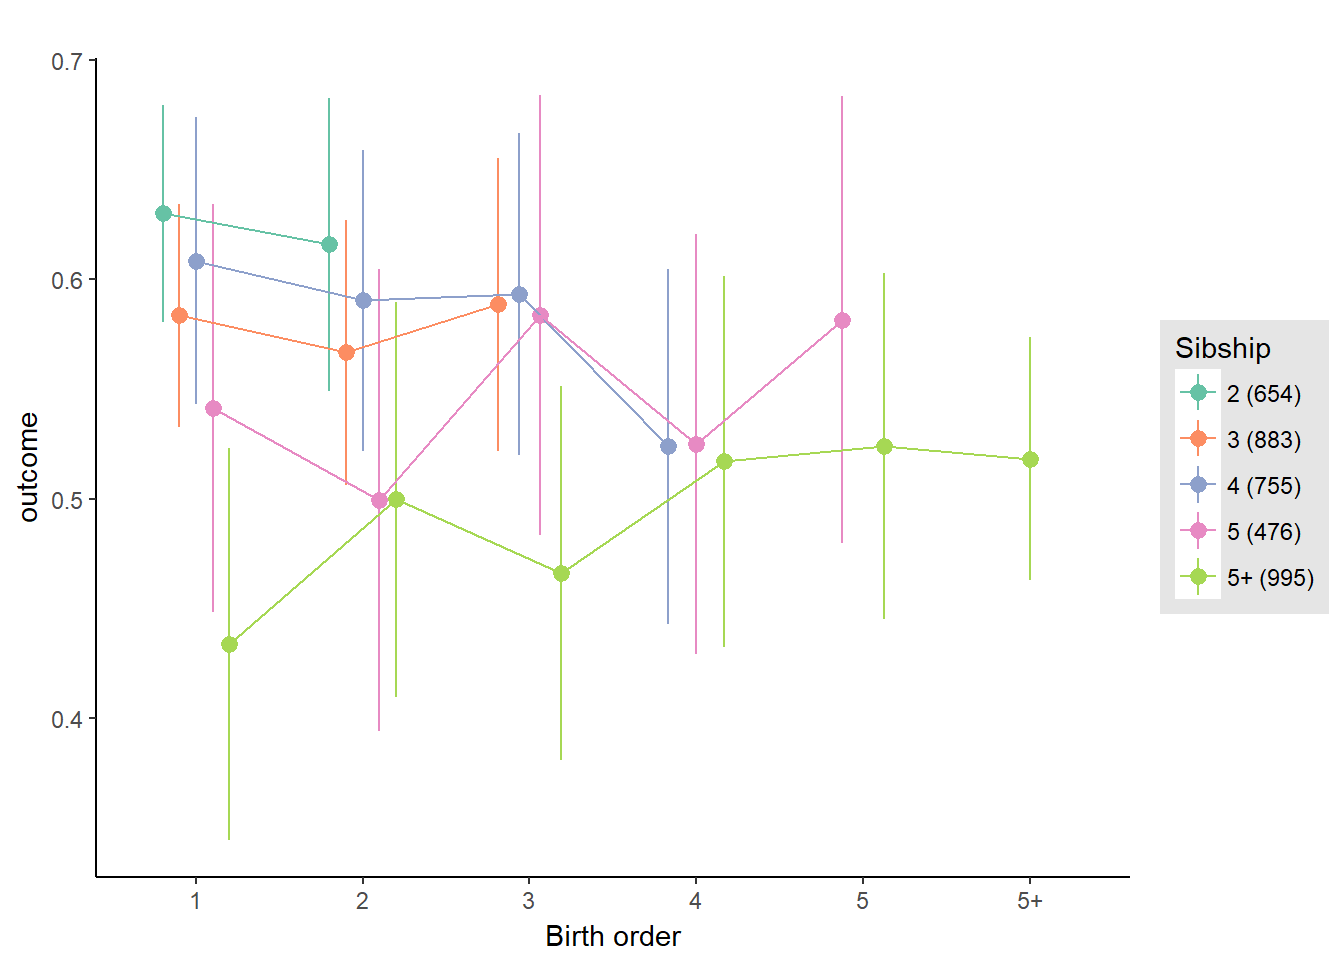 0.7
0.6
0.5
0.4
outcome
1 2 3 4 5 5+
Birth order
Sibship
2 (654)
3 (883)
4 (755)
5 (476)
5+ (995)